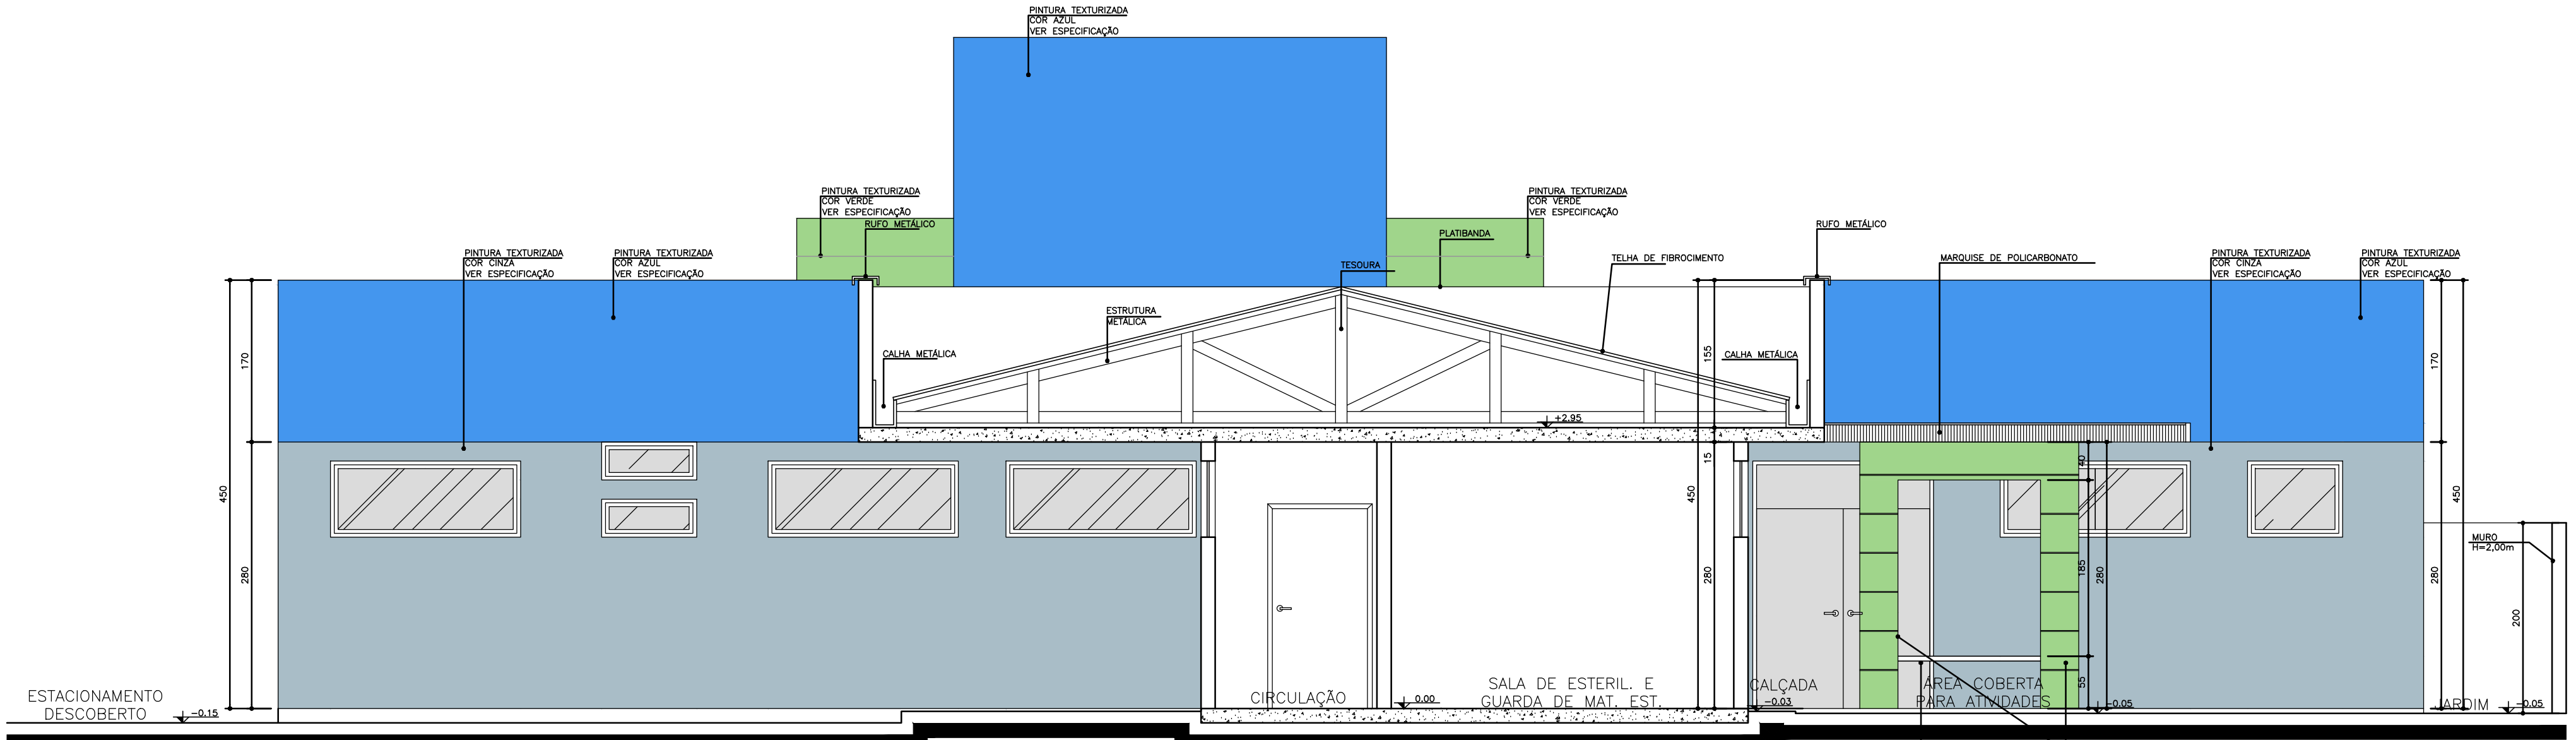 PINTURA TEXTURIZADA
COR AZUL
VER ESPECIFICAÇÃO
PINTURA TEXTURIZADA
COR VERDE
VER ESPECIFICAÇÃO
RUFO METÁLICO
PINTURA TEXTURIZADA
COR VERDE
VER ESPECIFICAÇÃO
RUFO METÁLICO
PLATIBANDA
PINTURA TEXTURIZADA
COR CINZA
VER ESPECIFICAÇÃO
PINTURA TEXTURIZADA
COR AZUL
VER ESPECIFICAÇÃO
TESOURA
TELHA DE FIBROCIMENTO
MARQUISE DE POLICARBONATO
PINTURA TEXTURIZADA
COR CINZA
VER ESPECIFICAÇÃO
PINTURA TEXTURIZADA
COR AZUL
VER ESPECIFICAÇÃO
ESTRUTURA
METÁLICA
CALHA METÁLICA
CALHA METÁLICA
170
155
170
+2.95
15
40
450
450
450
280
280
185
280
280
MURO
H=2,00m
200
55
ESTACIONAMENTO
DESCOBERTO
-0.15
CIRCULAÇÃO
0.00
SALA DE ESTERIL. E
GUARDA DE MAT. EST.
CALÇADA
-0.03
ÁREA COBERTA
PARA ATIVIDADES
-0.05
JARDIM
-0.05